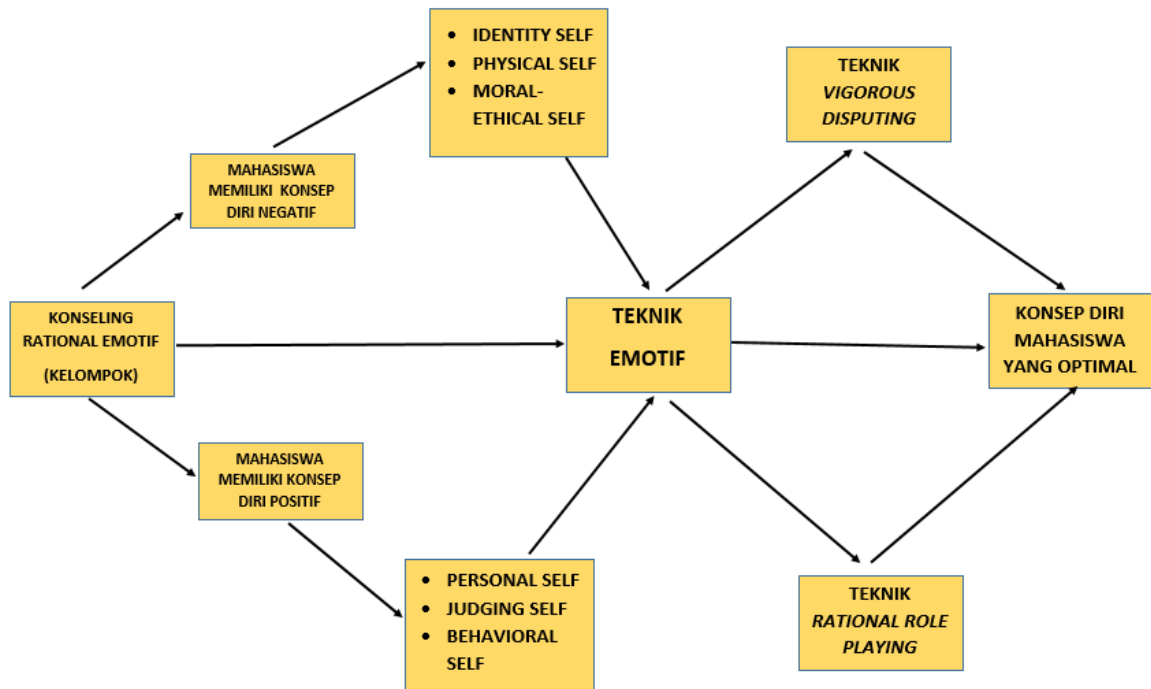 • IDENTITY SELF
• PHYSICAL SELF
• MORAL-
ETHICAL SELF
TEKNIK
VIGOROUS
DISPUTING
MAHASISWA
MEMILIKI KONSEP
DIRI NEGATIF
KONSELING
RATIONAL EMOTIF
(KELOMPOK)
TEKNIK
EMOTIF
KONSEP DIRI
MAHASISWA
YANG OPTIMAL
MAHASISWA
MEMILIKI KONSEP
DIRI POSITIF
• PERSONAL SELF
• JUDGING SELF
• BEHAVIORAL
SELF
TEKNIK
RATIONAL ROLE
PLAYING